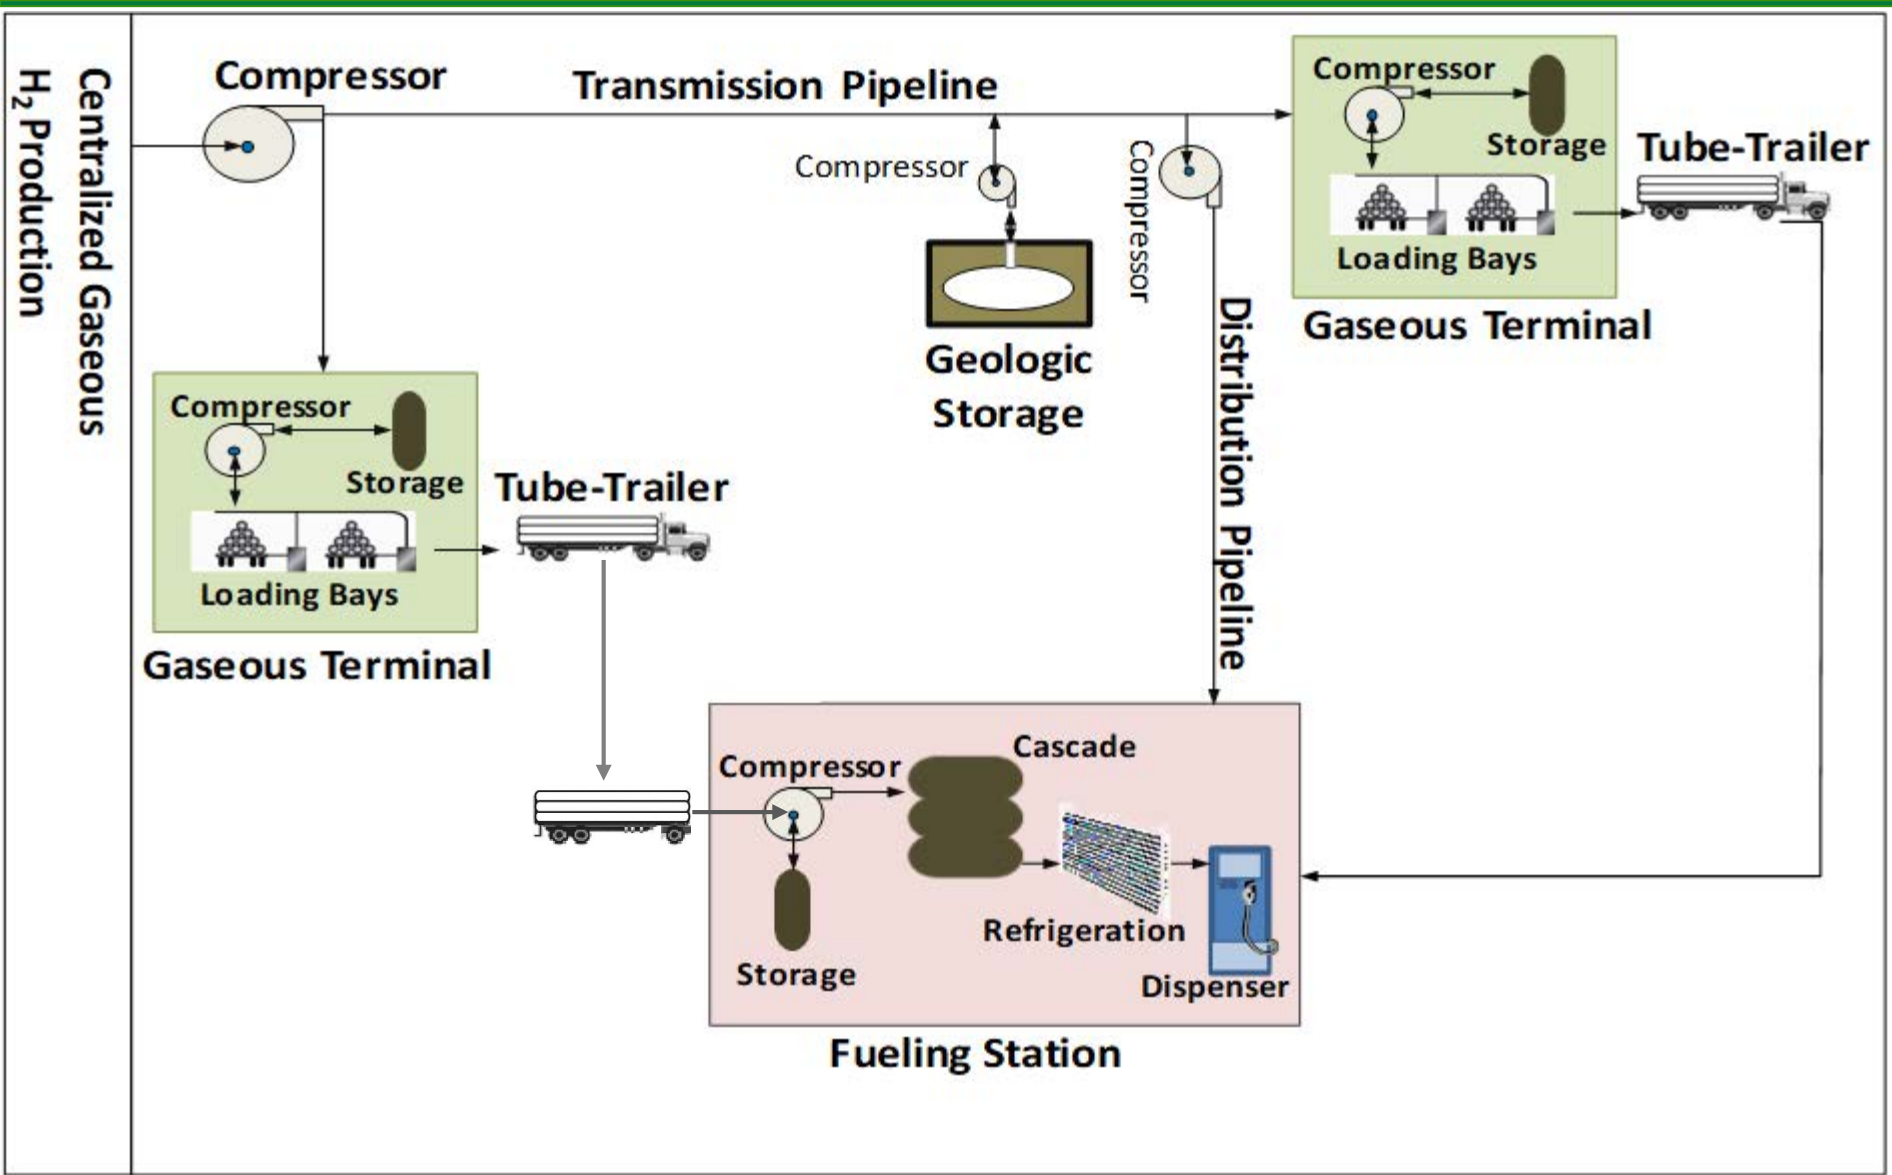 Centralized Gaseous
H₂ Production
Compressor
Transmission Pipeline
Compressor
Storage
Loading Bays
Gaseous Terminal
Tube-Trailer
Compressor
Compressor
Geologic
Storage
Distribution Pipeline
Compressor
Storage
Loading Bays
Gaseous Terminal
Tube-Trailer
Compressor
Cascade
Storage
Refrigeration
Dispenser
Fueling Station